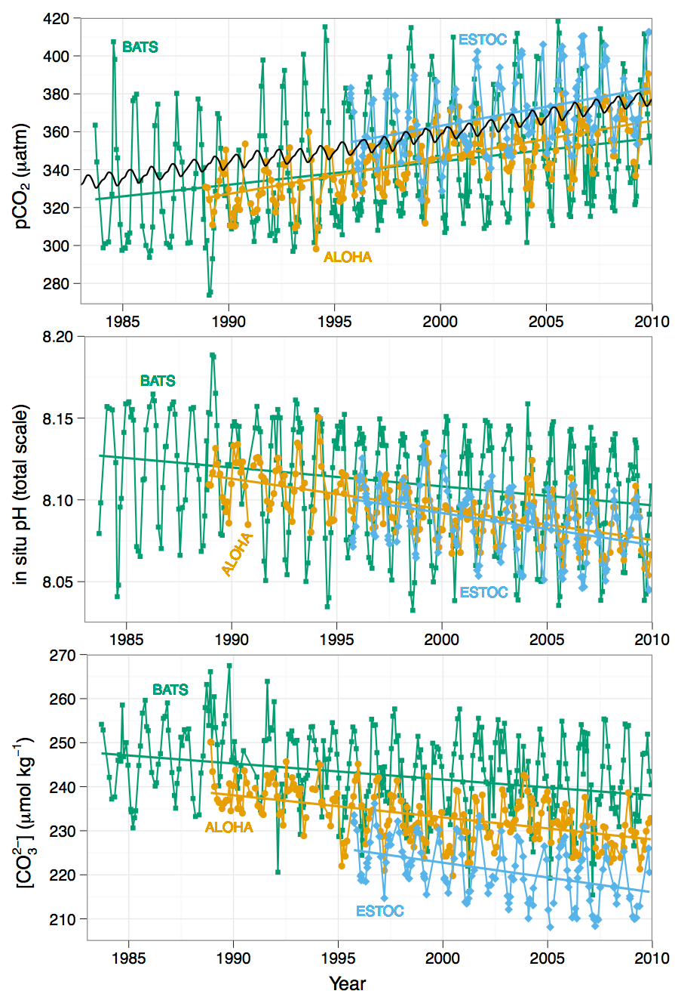 420
400
380
360
340
320
300
280
pCO2 (μatm)
BATS
ESTOC
ALOHA
1985 1990 1995 2000 2005 2010
8.20
8.15
8.10
8.05
in situ pH (total scale)
BATS
ALOHA
ESTOC
1985 1990 1995 2000 2005 2010
270
260
250
240
230
220
210
[CO3^2−] (μmol kg^−1)
BATS
ALOHA
ESTOC
1985 1990 1995 2000 2005 2010
Year